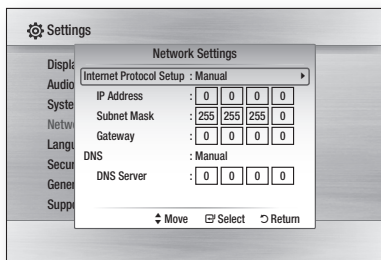 Settings
Network Settings
Internet Protocol Setup : Manual
IP Address : 0 0 0 0
Subnet Mask : 255 255 255 0
Gateway : 0 0 0 0
DNS : Manual
DNS Server : 0 0 0 0
Move Select Return
Displa
Audio
Syste
Netw
Langu
Secur
Gener
Suppo